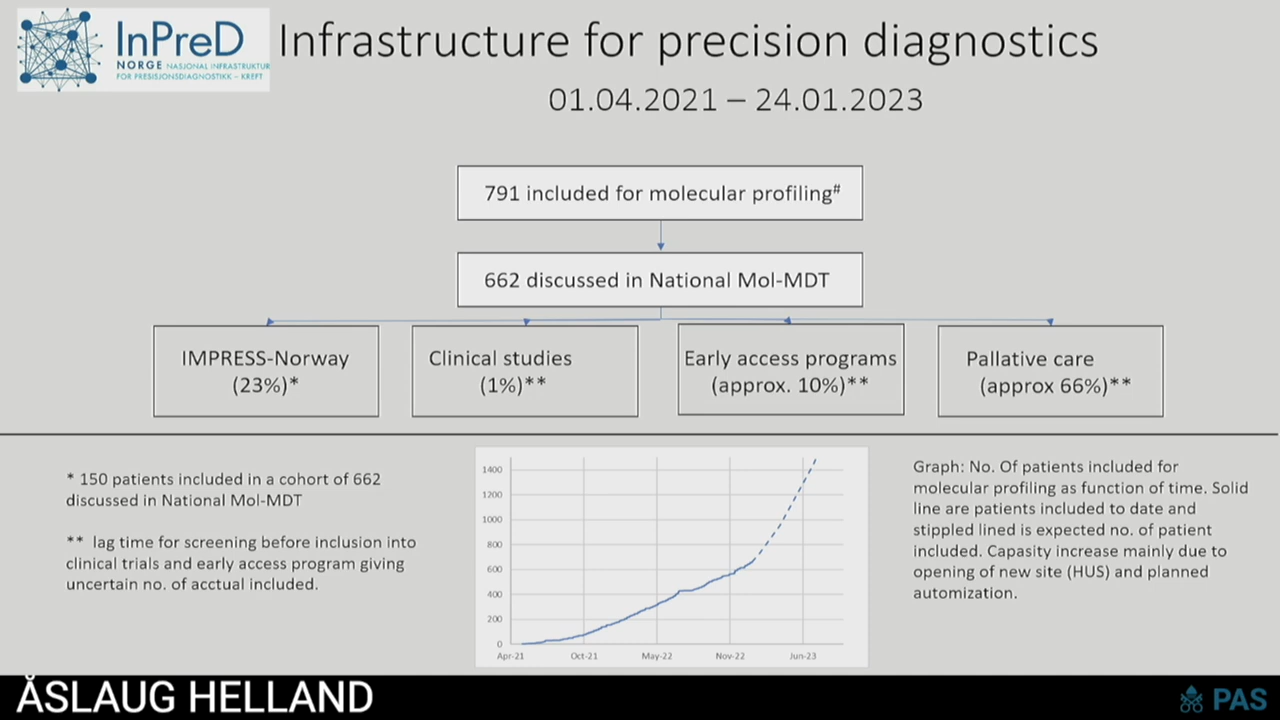 InPreD
NORGE NASJONAL INFRASTRUKTUR
FOR PRESISJONSDIAGNOSTIKK – KREFT
Infrastructure for precision diagnostics
01.04.2021 – 24.01.2023
791 included for molecular profiling#
662 discussed in National Mol-MDT
IMPRESS-Norway
(23%)*
Clinical studies
(1%)**
Early access programs
(approx. 10%)**
Pallative care
(approx 66%)**
* 150 patients included in a cohort of 662
discussed in National Mol-MDT
** lag time for screening before inclusion into
clinical trials and early access program giving
uncertain no. of acctual included.
1400
1200
1000
800
600
400
200
0
Apr-21 Oct-21 May-22 Nov-22 Jun-23
Graph: No. Of patients included for
molecular profiling as function of time. Solid
line are patients included to date and
stippled lined is expected no. of patient
included. Capacity increase mainly due to
opening of new site (HUS) and planned
automization.
ÅSLAUG HELLAND
PAS